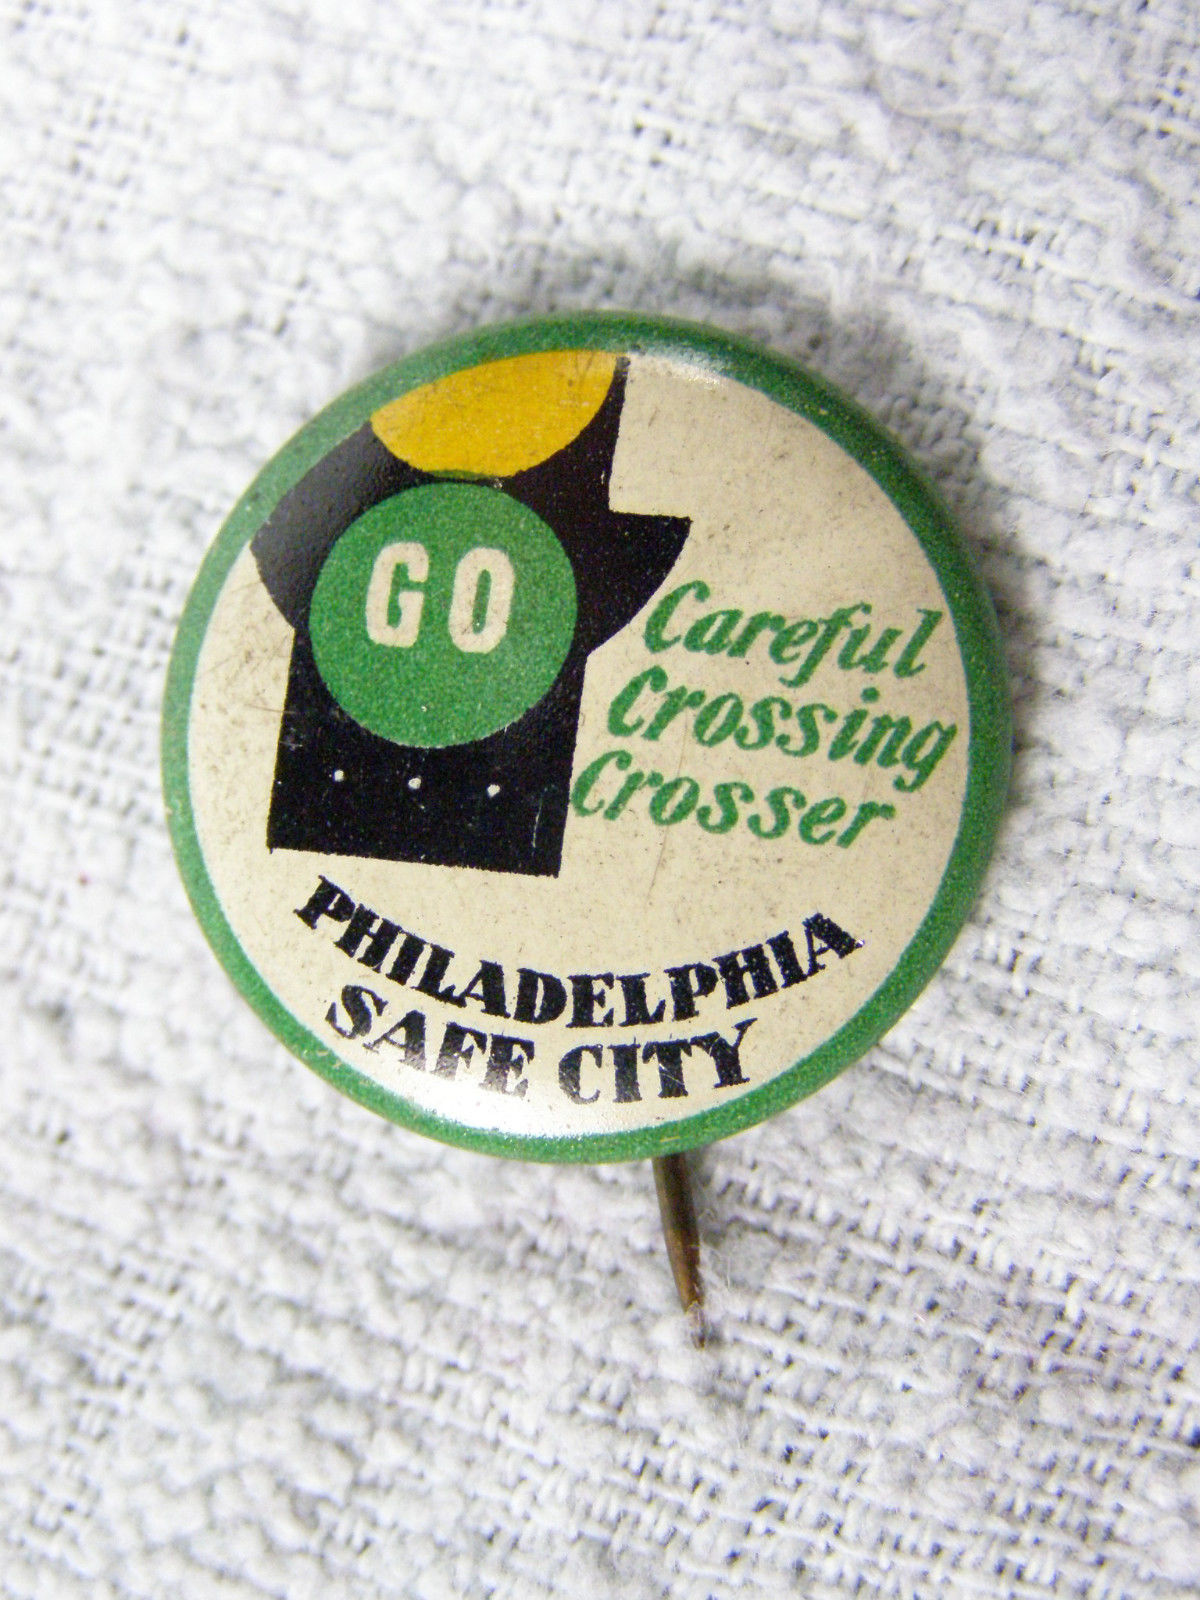 GO
Careful
Crossing
Crosser
PHILADELPHIA
SAFE CITY